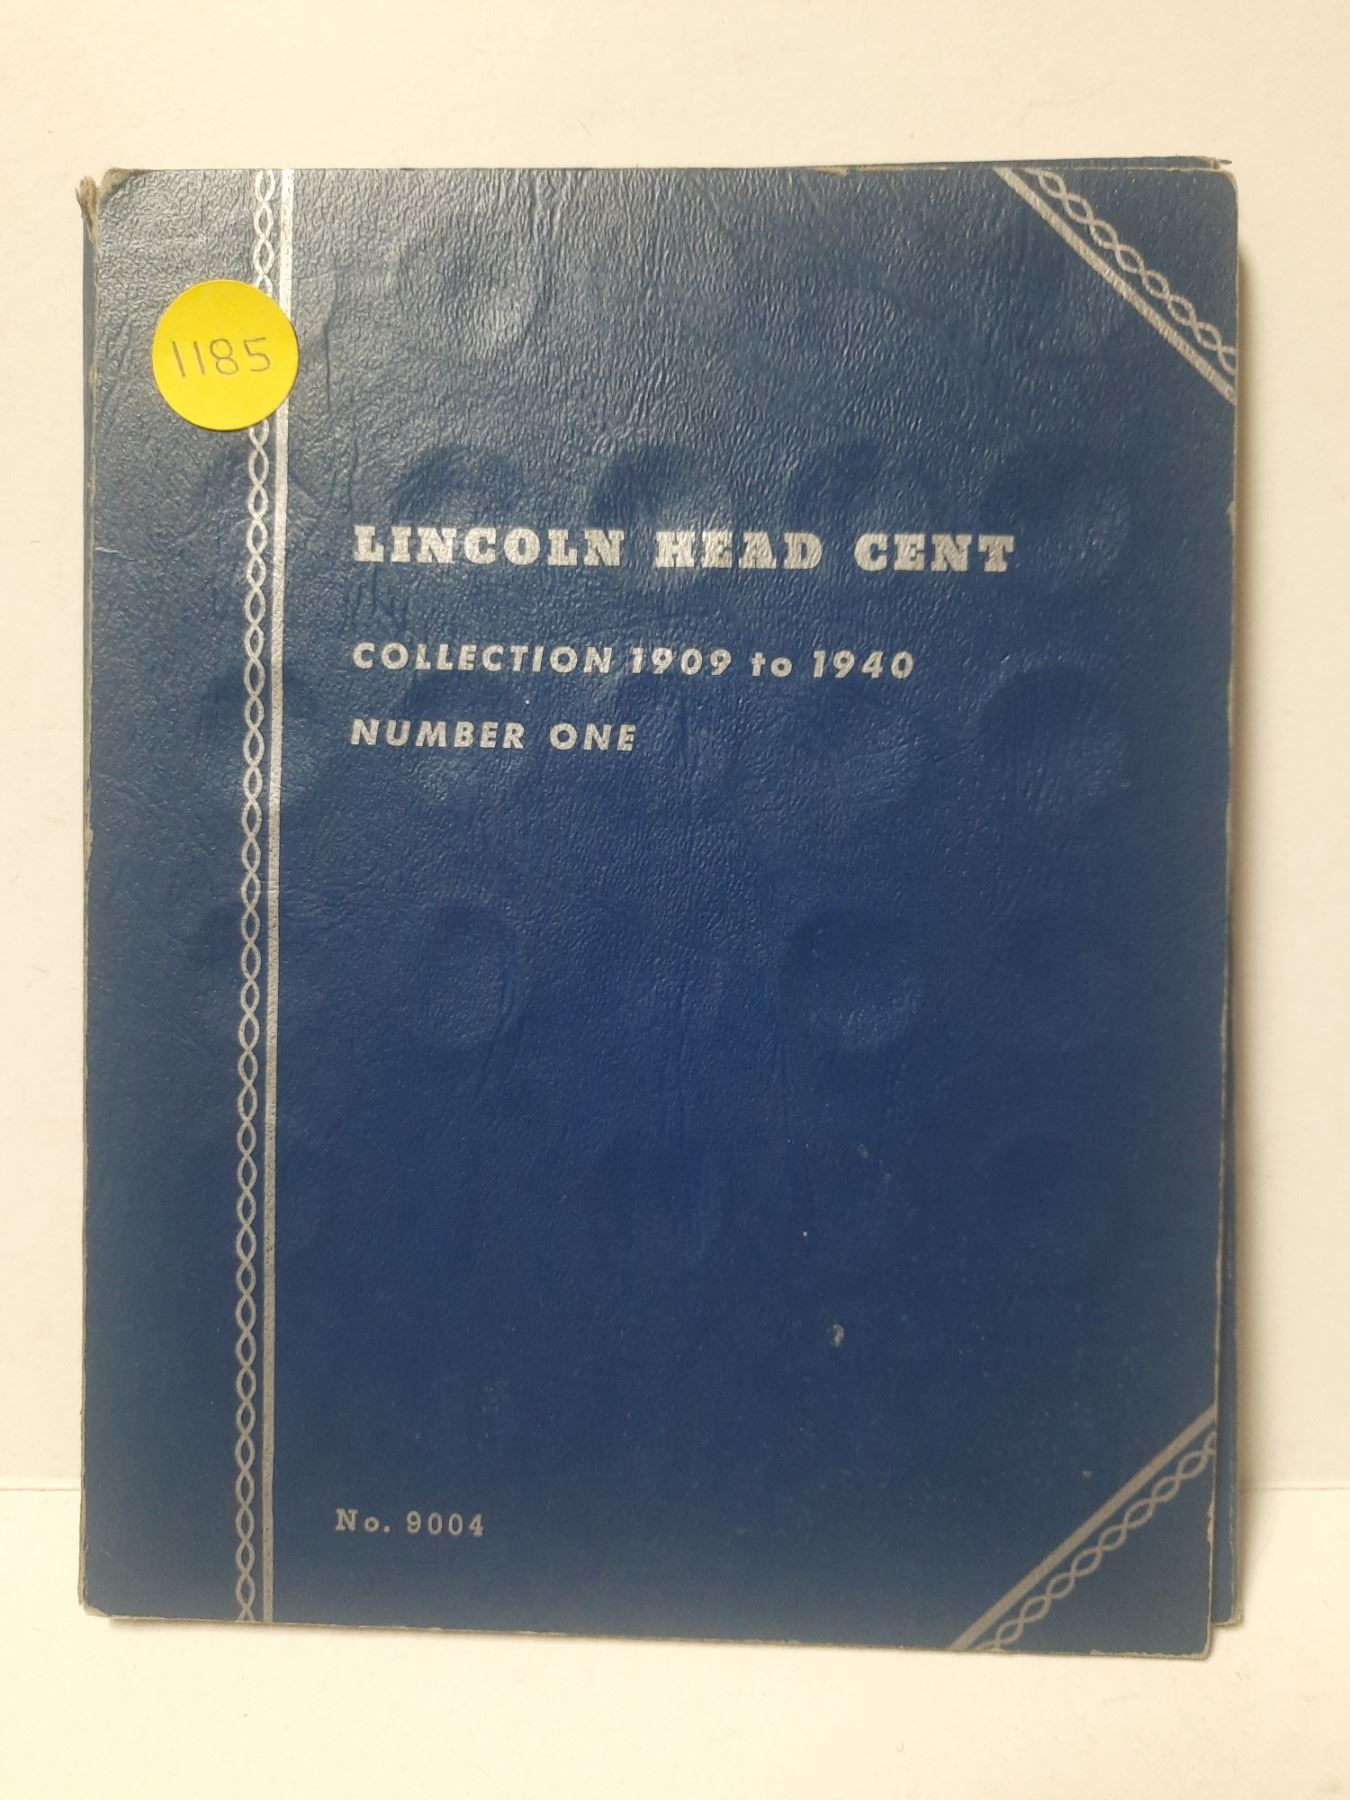 1185
LINCOLN HEAD CENT
COLLECTION 1909 to 1940
NUMBER ONE
No. 9004